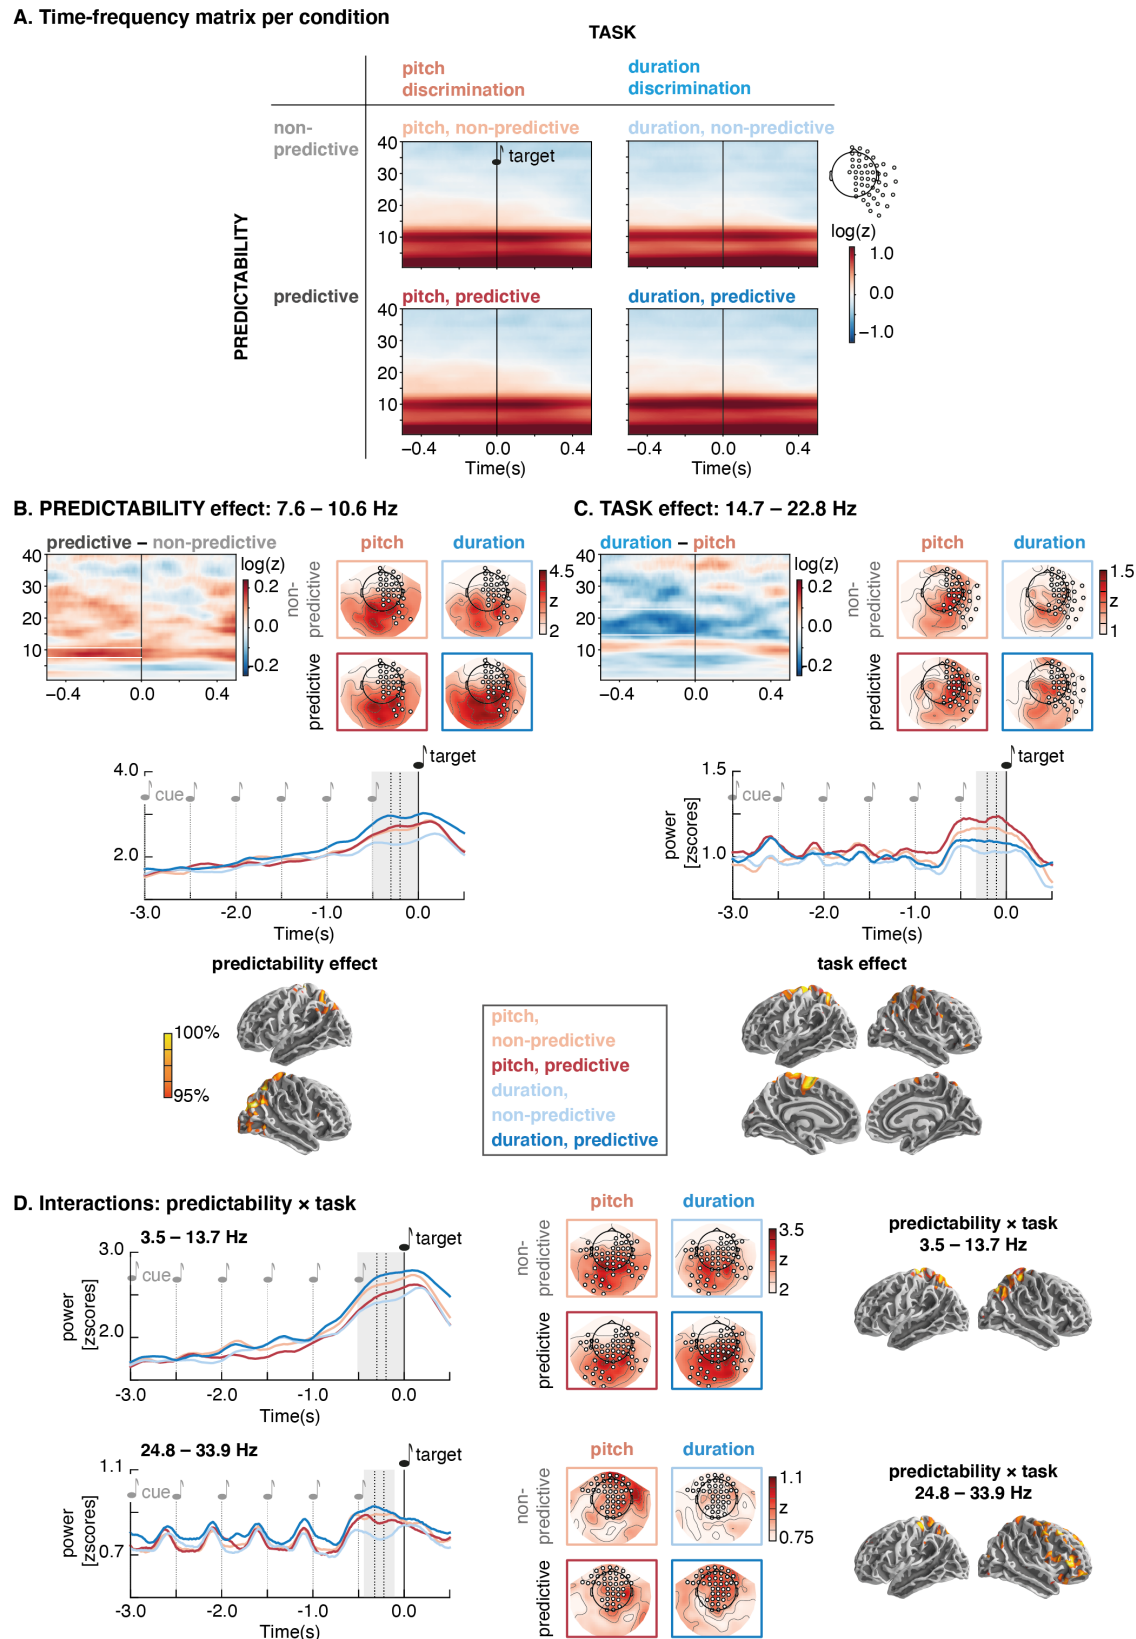 A. Time-frequency matrix per condition
TASK
pitch
discrimination
duration
discrimination
non-
predictive
pitch, non-predictive
duration, non-predictive
40
30
20
10
target
log(z)
1.0
0.0
−1.0
PREDICTABILITY
predictive
pitch, predictive
duration, predictive
40
30
20
10
−0.4
0.0
0.4
Time(s)
−0.4
0.0
0.4
Time(s)
B. PREDICTABILITY effect: 7.6 – 10.6 Hz
predictive – non-predictive
40
30
20
10
−0.4
0.0
0.4
log(z)
0.2
0.0
−0.2
pitch
duration
non-
predictive
predictive
4.5
z
2
4.0
2.0
cue
target
-3.0
-2.0
-1.0
0.0
Time(s)
predictability effect
100%
95%
C. TASK effect: 14.7 – 22.8 Hz
duration – pitch
40
30
20
10
−0.4
0.0
0.4
log(z)
0.2
0.0
−0.2
pitch
duration
non-
predictive
predictive
1.5
z
1
power
[zscores]
1.5
1.0
cue
target
-3.0
-2.0
-1.0
0.0
Time(s)
task effect
pitch,
non-predictive
pitch, predictive
duration,
non-predictive
duration, predictive
D. Interactions: predictability × task
3.5 – 13.7 Hz
power
[zscores]
3.0
2.0
cue
target
-3.0
-2.0
-1.0
0.0
Time(s)
pitch
duration
non-
predictive
predictive
3.5
z
2
predictability × task
3.5 – 13.7 Hz
24.8 – 33.9 Hz
power
[zscores]
1.1
0.7
cue
target
-3.0
-2.0
-1.0
0.0
Time(s)
pitch
duration
non-
predictive
predictive
1.1
z
0.75
predictability × task
24.8 – 33.9 Hz